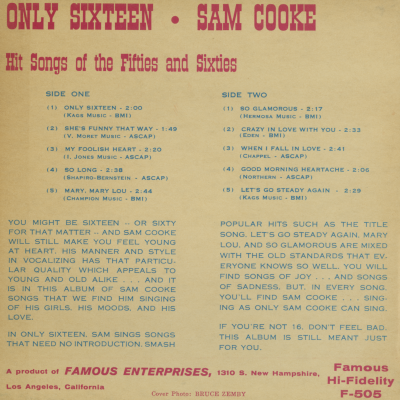 ONLY SIXTEEN • SAM COOKE
Hit Songs of the Fifties and Sixties
SIDE ONE
(1) ONLY SIXTEEN - 2:00
(Kags Music - BMI)
(2) SHE'S FUNNY THAT WAY - 1:49
(V. Moret Music - ASCAP)
(3) MY FOOLISH HEART - 2:20
(I. Jones Music - ASCAP)
(4) SO LONG - 2:38
(Shapiro-Bernstein - ASCAP)
(5) MARY, MARY LOU - 2:44
(Champion Music - BMI)
SIDE TWO
(1) SO GLAMOROUS - 2:17
(Hermosa Music - BMI)
(2) CRAZY IN LOVE WITH YOU - 2:33
(Eden - BMI)
(3) WHEN I FALL IN LOVE - 2:41
(Chappel - ASCAP)
(4) GOOD MORNING HEARTACHE - 2:06
(Northern - ASCAP)
(5) LET'S GO STEADY AGAIN - 2:29
(Kags Music - BMI)
YOU MIGHT BE SIXTEEN -- OR SIXTY
FOR THAT MATTER -- AND SAM COOKE
WILL STILL MAKE YOU FEEL YOUNG
AT HEART. HIS MANNER AND STYLE
IN VOCALIZING HAS THAT PARTICU-
LAR QUALITY WHICH APPEALS TO
YOUNG AND OLD ALIKE . . . AND IT
IS IN THIS ALBUM OF SAM COOKE
SONGS THAT WE FIND HIM SINGING
OF HIS GIRLS, HIS MOODS, AND HIS
LOVE.
IN ONLY SIXTEEN, SAM SINGS SONGS
THAT NEED NO INTRODUCTION. SMASH
POPULAR HITS SUCH AS THE TITLE
SONG, LET'S GO STEADY AGAIN, MARY
LOU, AND SO GLAMOROUS ARE MIXED
WITH THE OLD STANDARDS THAT EV-
ERYONE KNOWS SO WELL. YOU WILL
FIND SONGS OF JOY . . . AND SONGS
OF SADNESS, BUT, IN EVERY SONG,
YOU'LL FIND SAM COOKE . . . SING-
ING AS ONLY SAM COOKE CAN SING.
IF YOU'RE NOT 16, DON'T FEEL BAD.
THIS ALBUM IS STILL MEANT JUST
FOR YOU.
A product of FAMOUS ENTERPRISES, 1310 S. New Hampshire,
Los Angeles, California
Cover Photo: BRUCE ZEMBY
Famous
Hi-Fidelity
F-505